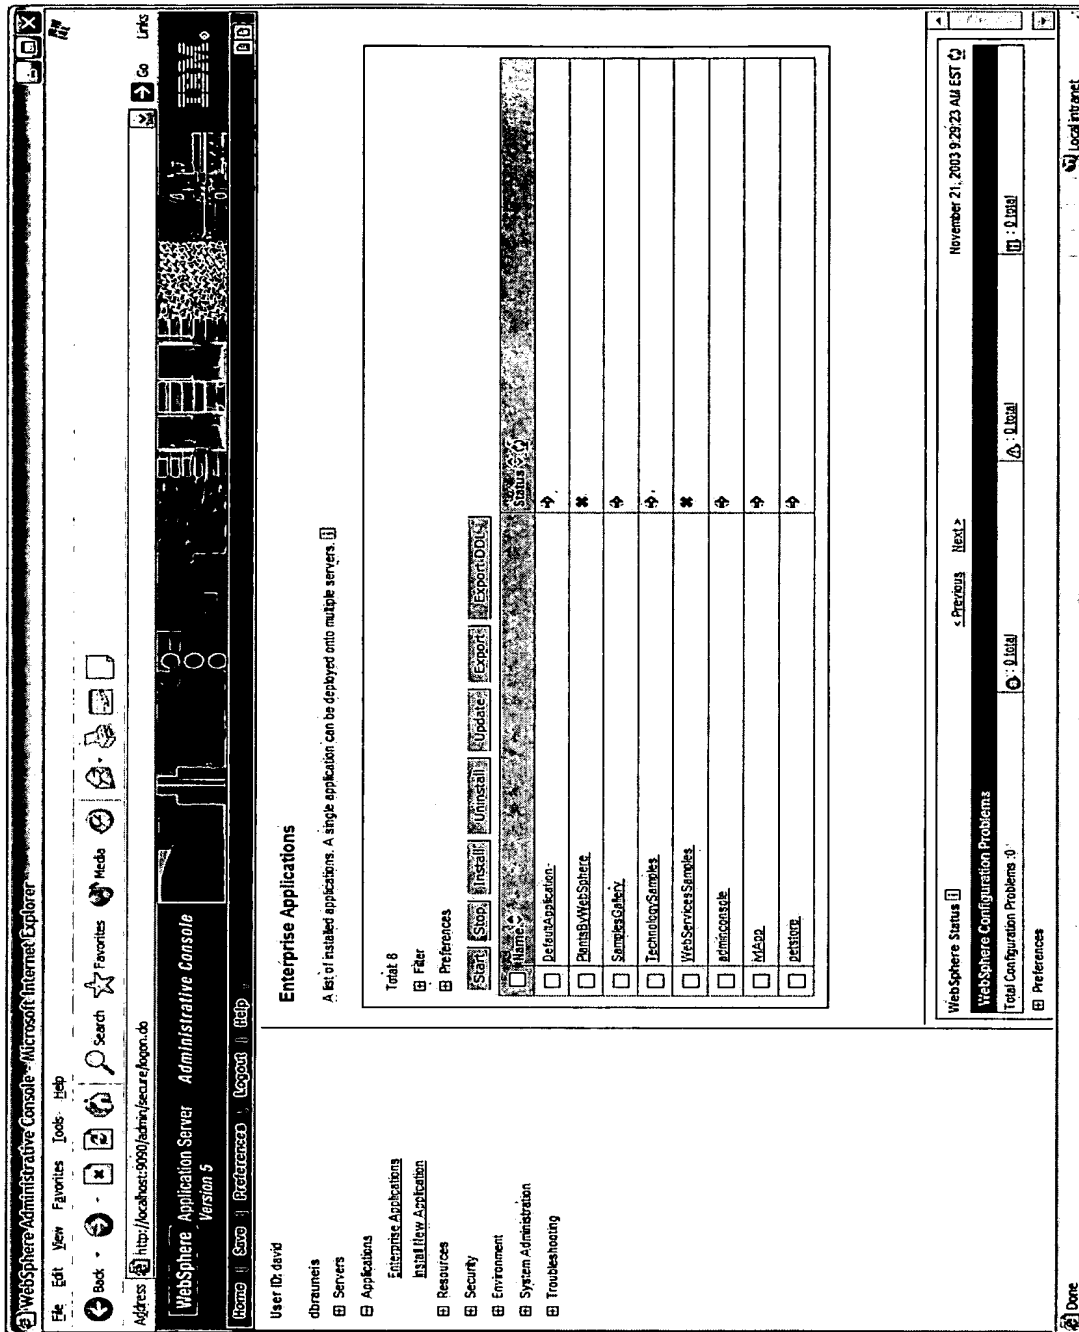 WebSphere Administrative Console - Microsoft Internet Explorer
File Edit View Favorites Tools Help
Back Search Favorites Media
Address http://localhost:9090/admin/secure/logon.do Go Links
WebSphere Application Server Administrative Console
Version 5
IBM
Home | Save | Preferences | Logout | Help
User ID: david
dbrauneis
Servers
Applications
Enterprise Applications
Install New Application
Resources
Security
Environment
System Administration
Troubleshooting
Enterprise Applications
A list of installed applications. A single application can be deployed onto multiple servers. i
Total: 8
Filter
Preferences
Start Stop Install Uninstall Update Export Export DDL
Name Status
DefaultApplication
PlantsByWebSphere
SamplesGallery
TechnologySamples
WebServicesSamples
adminconsole
petstore
WebSphere Status i < Previous Next > November 21, 2003 9:29:23 AM EST
WebSphere Configuration Problems
Total Configuration Problems :0 : 0 total : 0 total : 0 total
Preferences
Done Local intranet